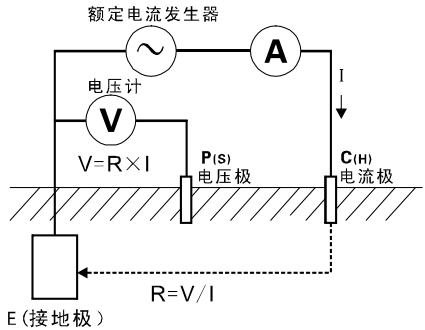 额定电流发生器
A
I
电压计
V
V=R×I
P(S)
电压极
C(H)
电流极
R=V/I
E(接地极)